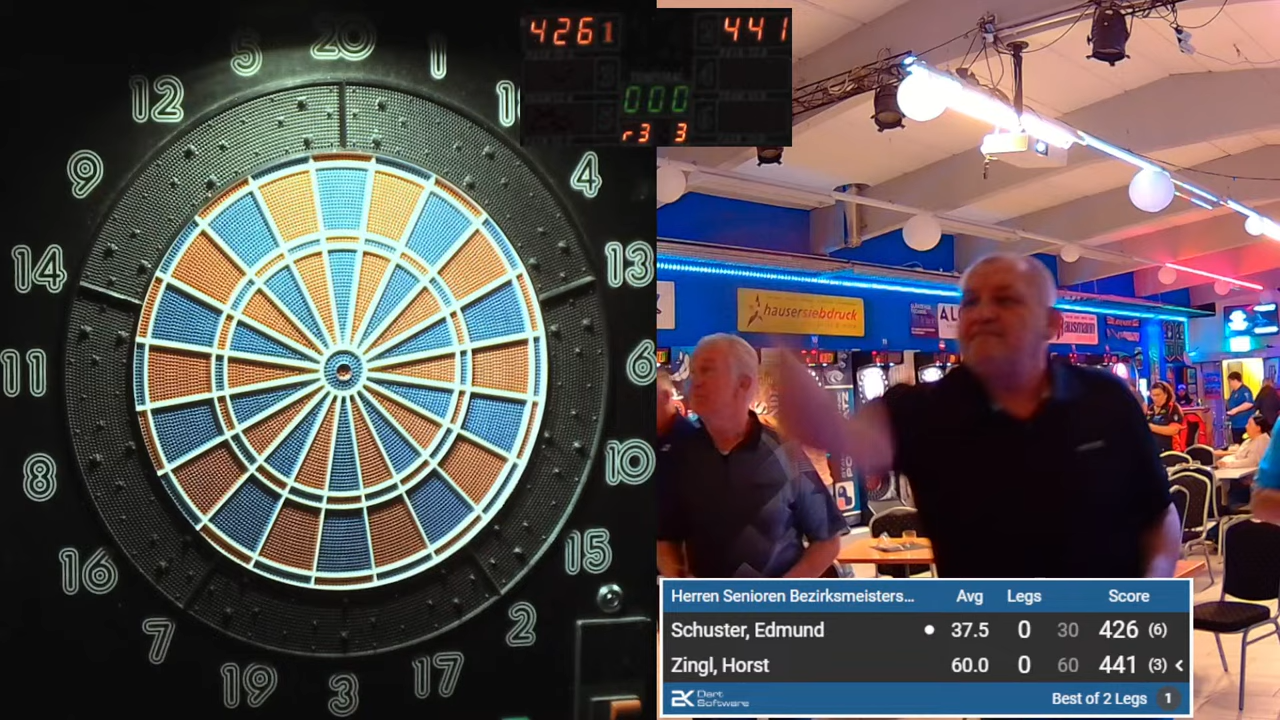 5 20 1
12
9 4
14 13
11 6
8 10
16 15
7 2
19 3 17
4261 441
000
r3 3
hausersiebdruck
AL
Herren Senioren Bezirksmeisters... Avg Legs Score
Schuster, Edmund 37.5 0 30 426 (6)
Zingl, Horst 60.0 0 60 441 (3) <
2K Dart Software Best of 2 Legs 1